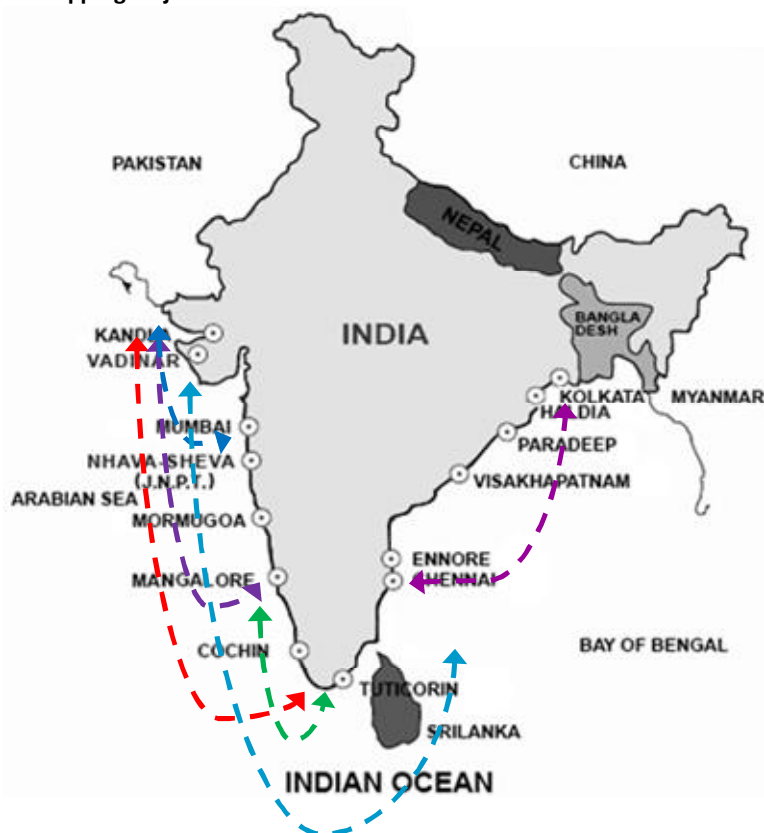 PAKISTAN
CHINA
NEPAL
INDIA
BANGLA
DESH
KANDLA
VADINAR
KOLKATA
MYANMAR
HALDIA
MUMBAI
PARADEEP
NHAVA-SHEVA
(J.N.P.T.)
VISAKHAPATNAM
ARABIAN SEA
MORMUGOA
ENNORE
MANGALORE
CHENNAI
BAY OF BENGAL
COCHIN
TUTICORIN
SRILANKA
INDIAN OCEAN